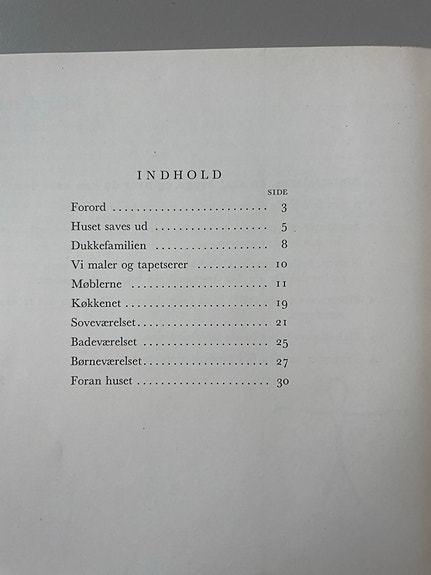 INDHOLD
SIDE
Forord ........................... 3
Huset saves ud ................... 5
Dukkefamilien .................... 8
Vi maler og tapetserer ............ 10
Møblerne ....................... 11
Køkkenet ........................ 19
Soveværelset...................... 21
Badeværelset ..................... 25
Børneværelset..................... 27
Foran huset ...................... 30